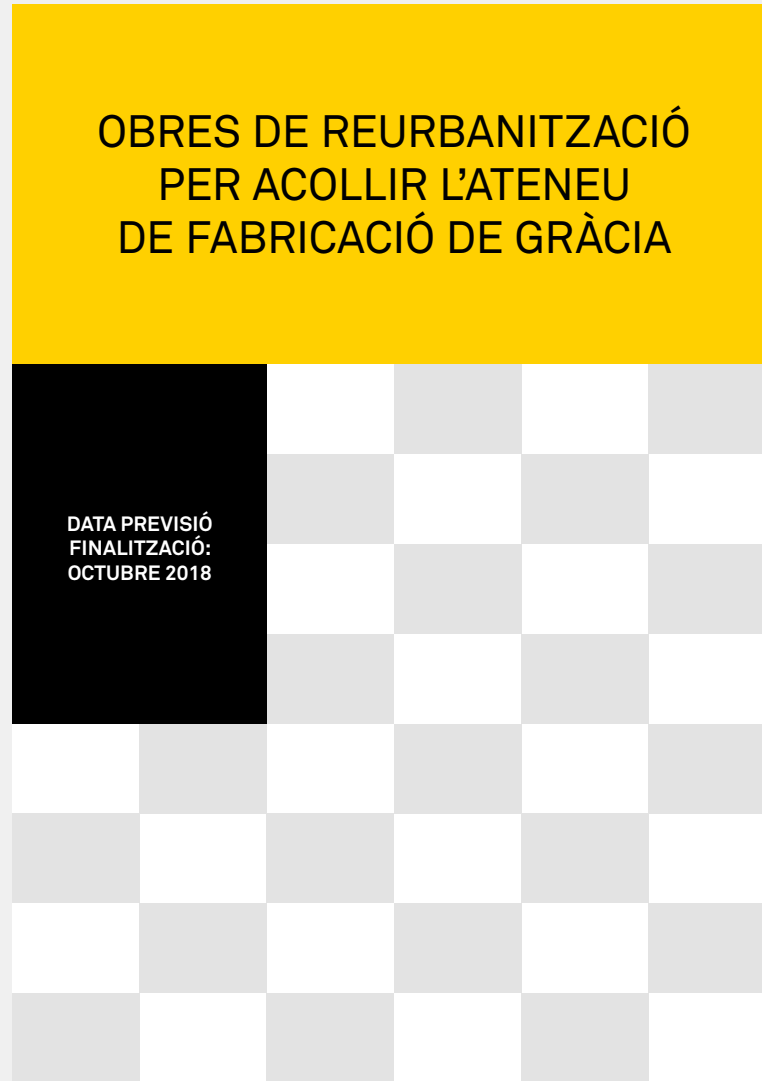 OBRES DE REURBANITZACIÓ
PER ACOLLIR L’ATENEU
DE FABRICACIÓ DE GRÀCIA
DATA PREVISIÓ
FINALITZACIÓ:
OCTUBRE 2018